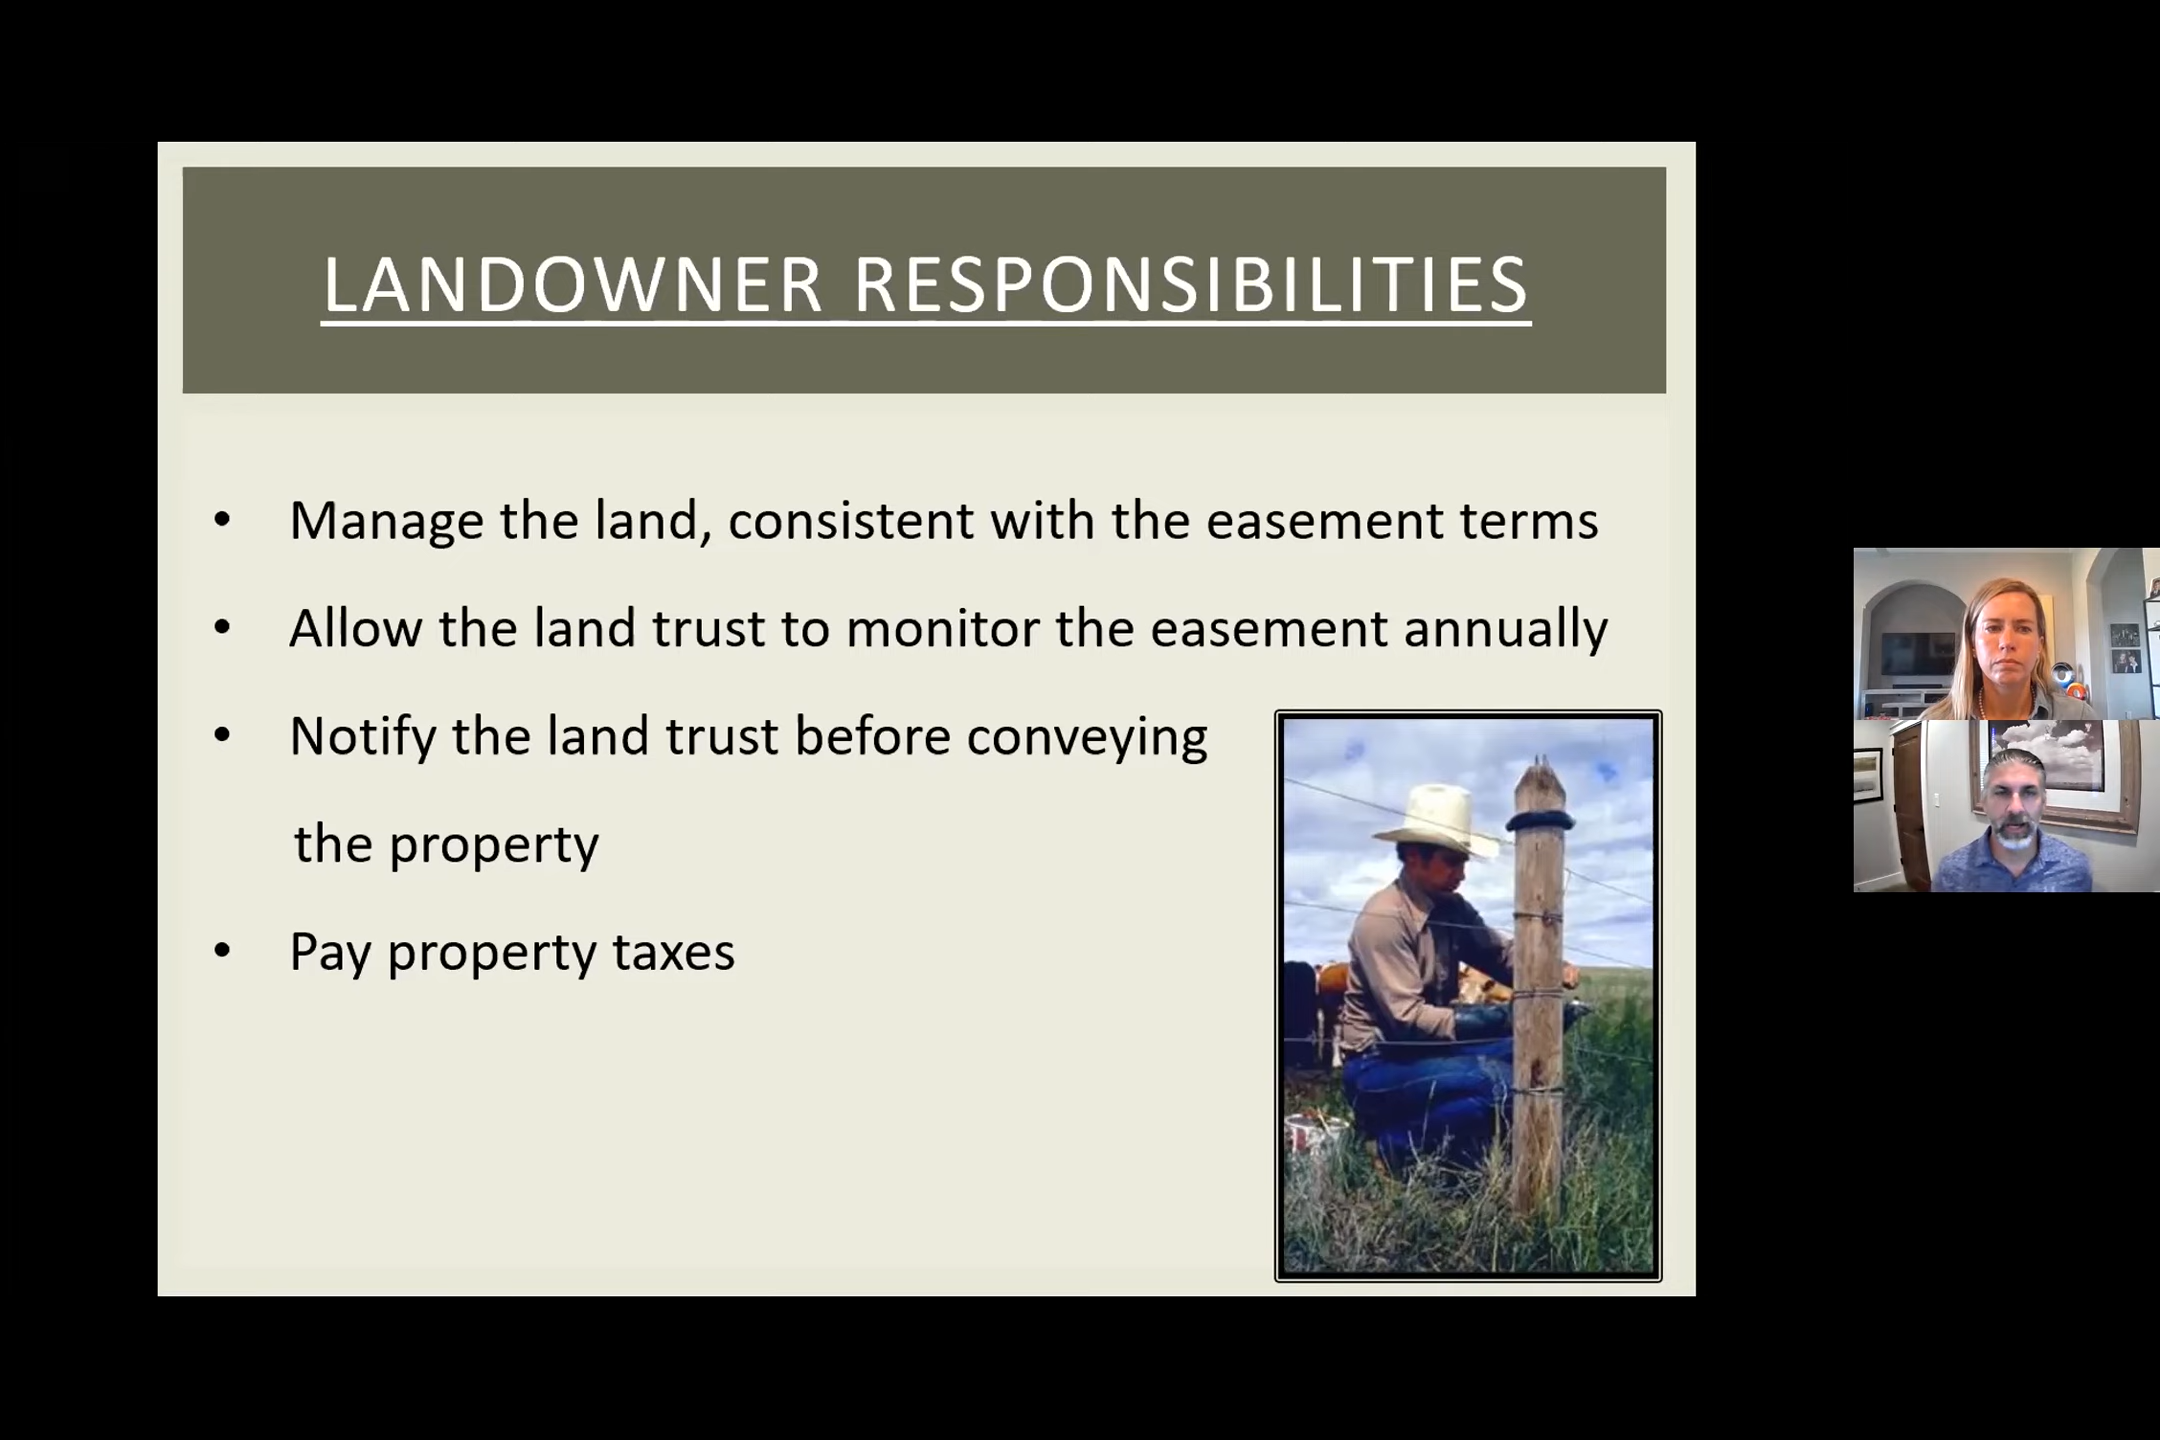 LANDOWNER RESPONSIBILITIES
• Manage the land, consistent with the easement terms
• Allow the land trust to monitor the easement annually
• Notify the land trust before conveying
the property
• Pay property taxes